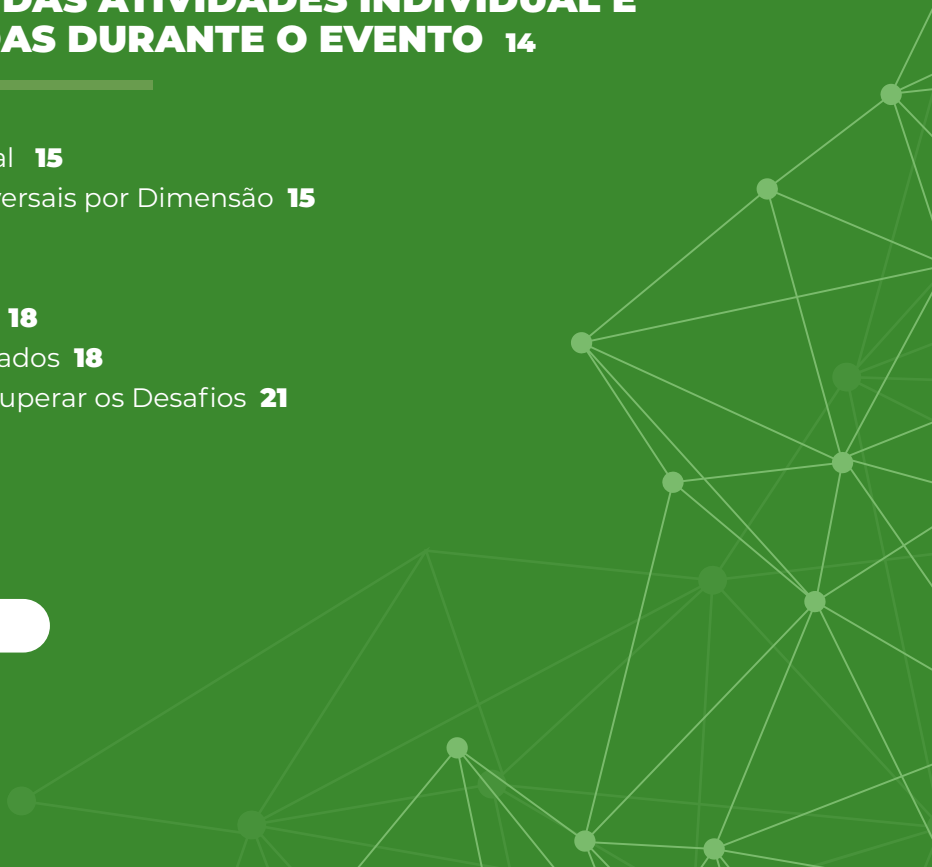 DAS ATIVIDADES INDIVIDUAL E
DAS DURANTE O EVENTO 14
al 15
ersais por Dimensão 15
18
ados 18
uperar os Desafios 21